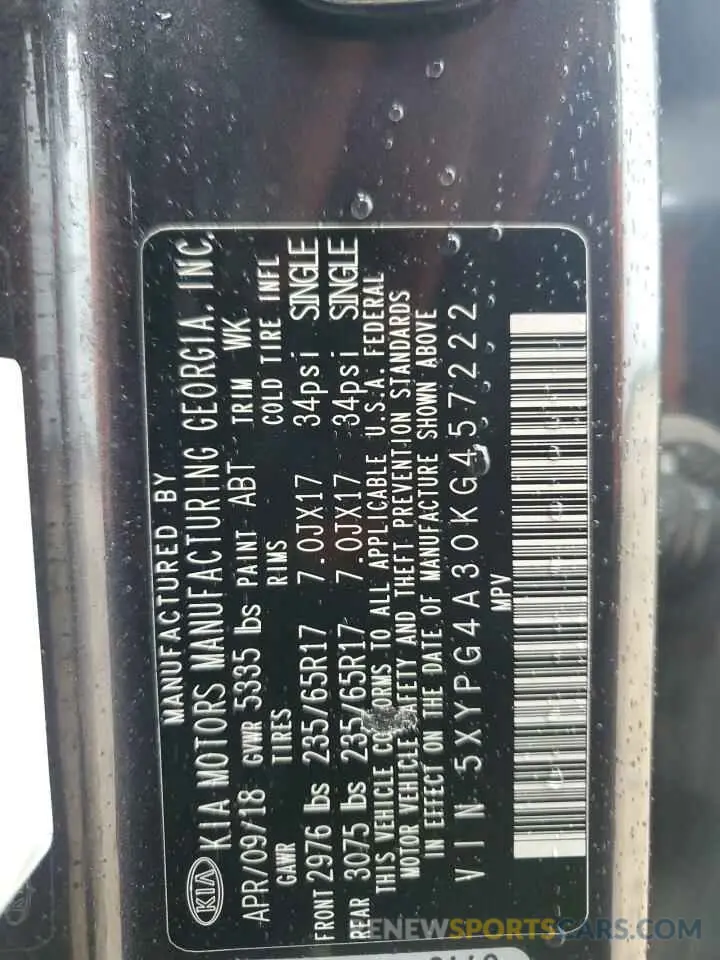 MANUFACTURED BY
KIA KIA MOTORS MANUFACTURING GEORGIA, INC.
APR/09/18 GVWR 5335 lbs PAINT ABT TRIM WK
GAWR TIRES RIMS COLD TIRE INFL
FRONT 2976 lbs 235/65R17 7.0JX17 34psi SINGLE
REAR 3075 lbs 235/65R17 7.0JX17 34psi SINGLE
THIS VEHICLE CONFORMS TO ALL APPLICABLE U.S.A. FEDERAL
MOTOR VEHICLE SAFETY AND THEFT PREVENTION STANDARDS
IN EFFECT ON THE DATE OF MANUFACTURE SHOWN ABOVE
VIN 5XYPG4A30KG457222
MPV
RENEWSPORTSCARS.COM